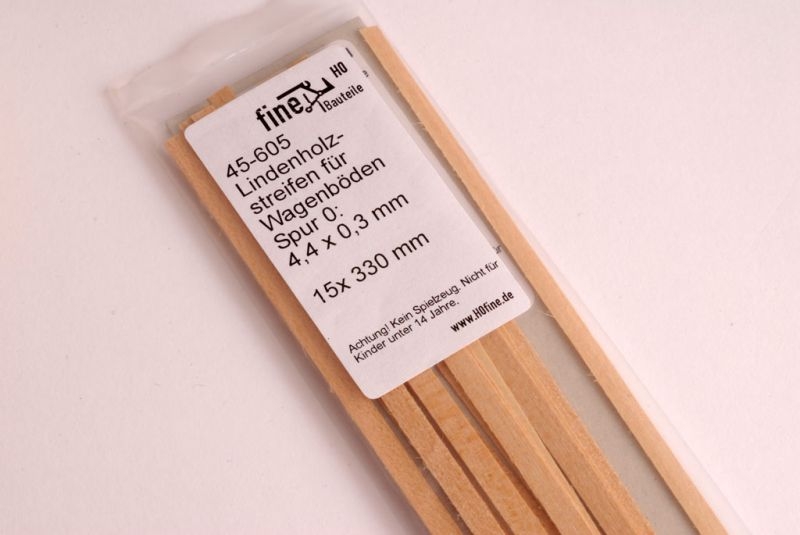 fine H0
Bauteile
45-605
Lindenholz-
streifen für
Wagenböden
Spur 0:
4,4 x 0,3 mm
15x 330 mm
Achtung! Kein Spielzeug. Nicht für
Kinder unter 14 Jahre.
www.H0fine.de